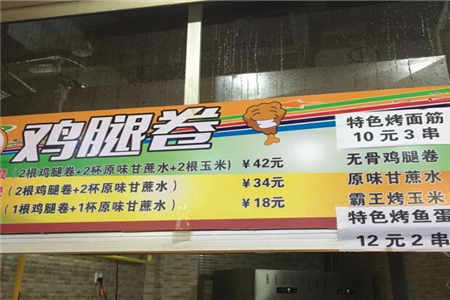 鸡腿卷
(2根鸡腿卷+2杯原味甘蔗水+2根玉米) ¥42元
(2根鸡腿卷+2杯原味甘蔗水) ¥34元
(1根鸡腿卷+1杯原味甘蔗水) ¥18元
特色烤面筋
10元3串
无骨鸡腿卷
原味甘蔗水
霸王烤玉米
特色烤鱼蛋
12元2串